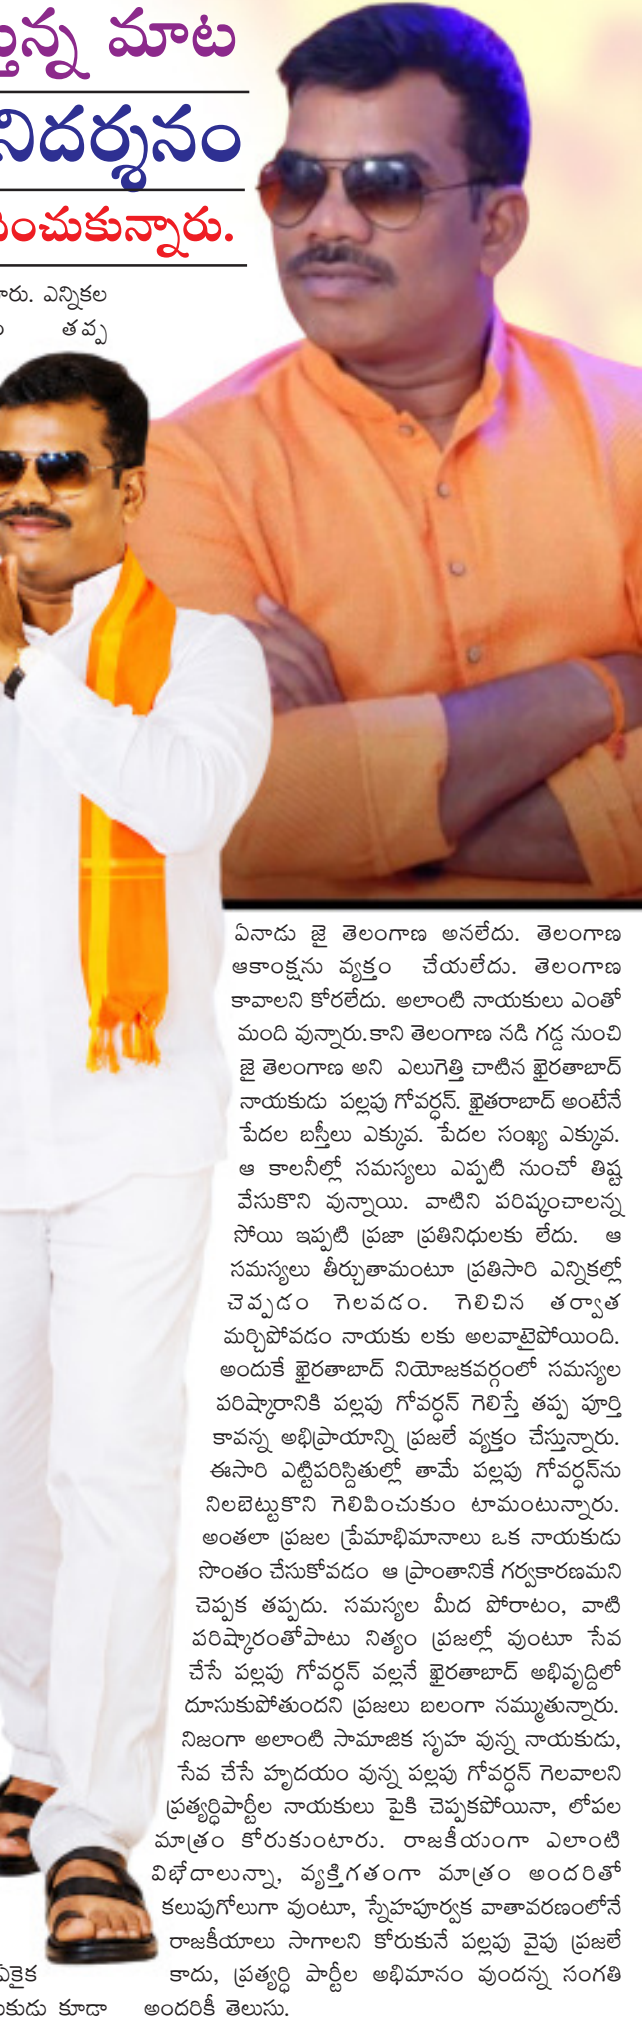 న్న మాట
నిదర్శనం
ంచుకున్నారు.
ారు. ఎన్నికల
తవ్ప
ఏనాడు జై తెలంగాణ అనలేదు. తెలంగాణ
ఆకాంక్షను వ్యక్తం చేయలేదు. తెలంగాణ
కావాలని కోరలేదు. అలాంటి నాయకులు ఎంతో
మంది వున్నారు.కాని తెలంగాణ నడి గడ్డ నుంచి
జై తెలంగాణ అని ఎలుగెత్తి చాటిన ఖైరతాబాద్
నాయకుడు పల్లపు గోవర్ధన్. ఖైతరాబాద్ అంటేనే
పేదల బస్తీలు ఎక్కువ. పేదల సంఖ్య ఎక్కువ.
ఆ కాలనీల్లో సమస్యలు ఎప్పటి నుంచో తిష్ట
వేసుకొని వున్నాయి. వాటిని పరిష్కంచాలన్న
సోయి ఇప్పటి ప్రజా ప్రతినిధులకు లేదు. ఆ
సమస్యలు తీర్చుతామంటూ ప్రతిసారి ఎన్నికల్లో
చెవ్పడం గెలవడం. గెలిచిన తర్వాత
మర్చిపోవడం నాయకు లకు అలవాటైపోయింది.
అందుకే ఖైరతాబాద్ నియోజకవర్గంలో సమస్యల
పరిష్కారానికి పల్లపు గోవర్ధన్ గెలిస్తే తప్ప పూర్తి
కావన్న అభిప్రాయాన్ని ప్రజలే వ్యక్తం చేస్తున్నారు.
ఈసారి ఎట్టిపరిస్దితుల్లో తామే పల్లపు గోవర్ధన్‌ను
నిలబెట్టుకొని గెలిపించుకుం టామంటున్నారు.
అంతలా ప్రజల ప్రేమాభిమానాలు ఒక నాయకుడు
సొంతం చేసుకోవడం ఆ ప్రాంతానికే గర్వకారణమని
చెప్పక తప్పదు. సమస్యల మీద పోరాటం, వాటి
పరిష్కారంతోపాటు నిత్యం ప్రజల్లో వుంటూ సేవ
చేసే పల్లపు గోవర్ధన్ వల్లనే ఖైరతాబాద్ అభివృద్దిలో
దూసుకుపోతుందని ప్రజలు బలంగా నమ్ముతున్నారు.
నిజంగా అలాంటి సామాజిక సృహ వున్న నాయకుడు,
సేవ చేసే హృదయం వున్న పల్లపు గోవర్ధన్ గెలవాలని
ప్రత్యర్ధిపార్టీల నాయకులు పైకి చెప్పకపోయినా, లోపల
మాత్రం కోరుకుంటారు. రాజకీయంగా ఎలాంటి
విభేదాలున్నా, వ్యక్తిగతంగా మాత్రం అందరితో
కలుపుగోలుగా వుంటూ, స్నేహపూర్వక వాతావరణంలోనే
రాజకీయాలు సాగాలని కోరుకునే పల్లపు వైపు ప్రజలే
కాదు, ప్రత్యర్ధి పార్టీల అభిమానం వుందన్న సంగతి
అందరికీ తెలుసు.
ఏకైక
కుడు కూడా